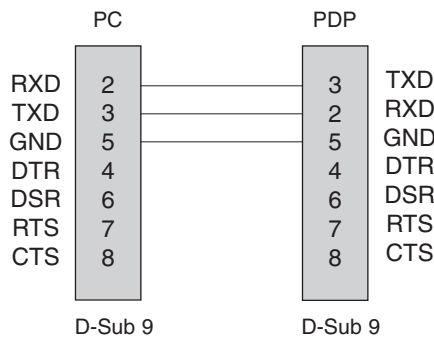 PC PDP
RXD 2 3 TXD
TXD 3 2 RXD
GND 5 5 GND
DTR 4 4 DTR
DSR 6 6 DSR
RTS 7 7 RTS
CTS 8 8 CTS
D-Sub 9 D-Sub 9